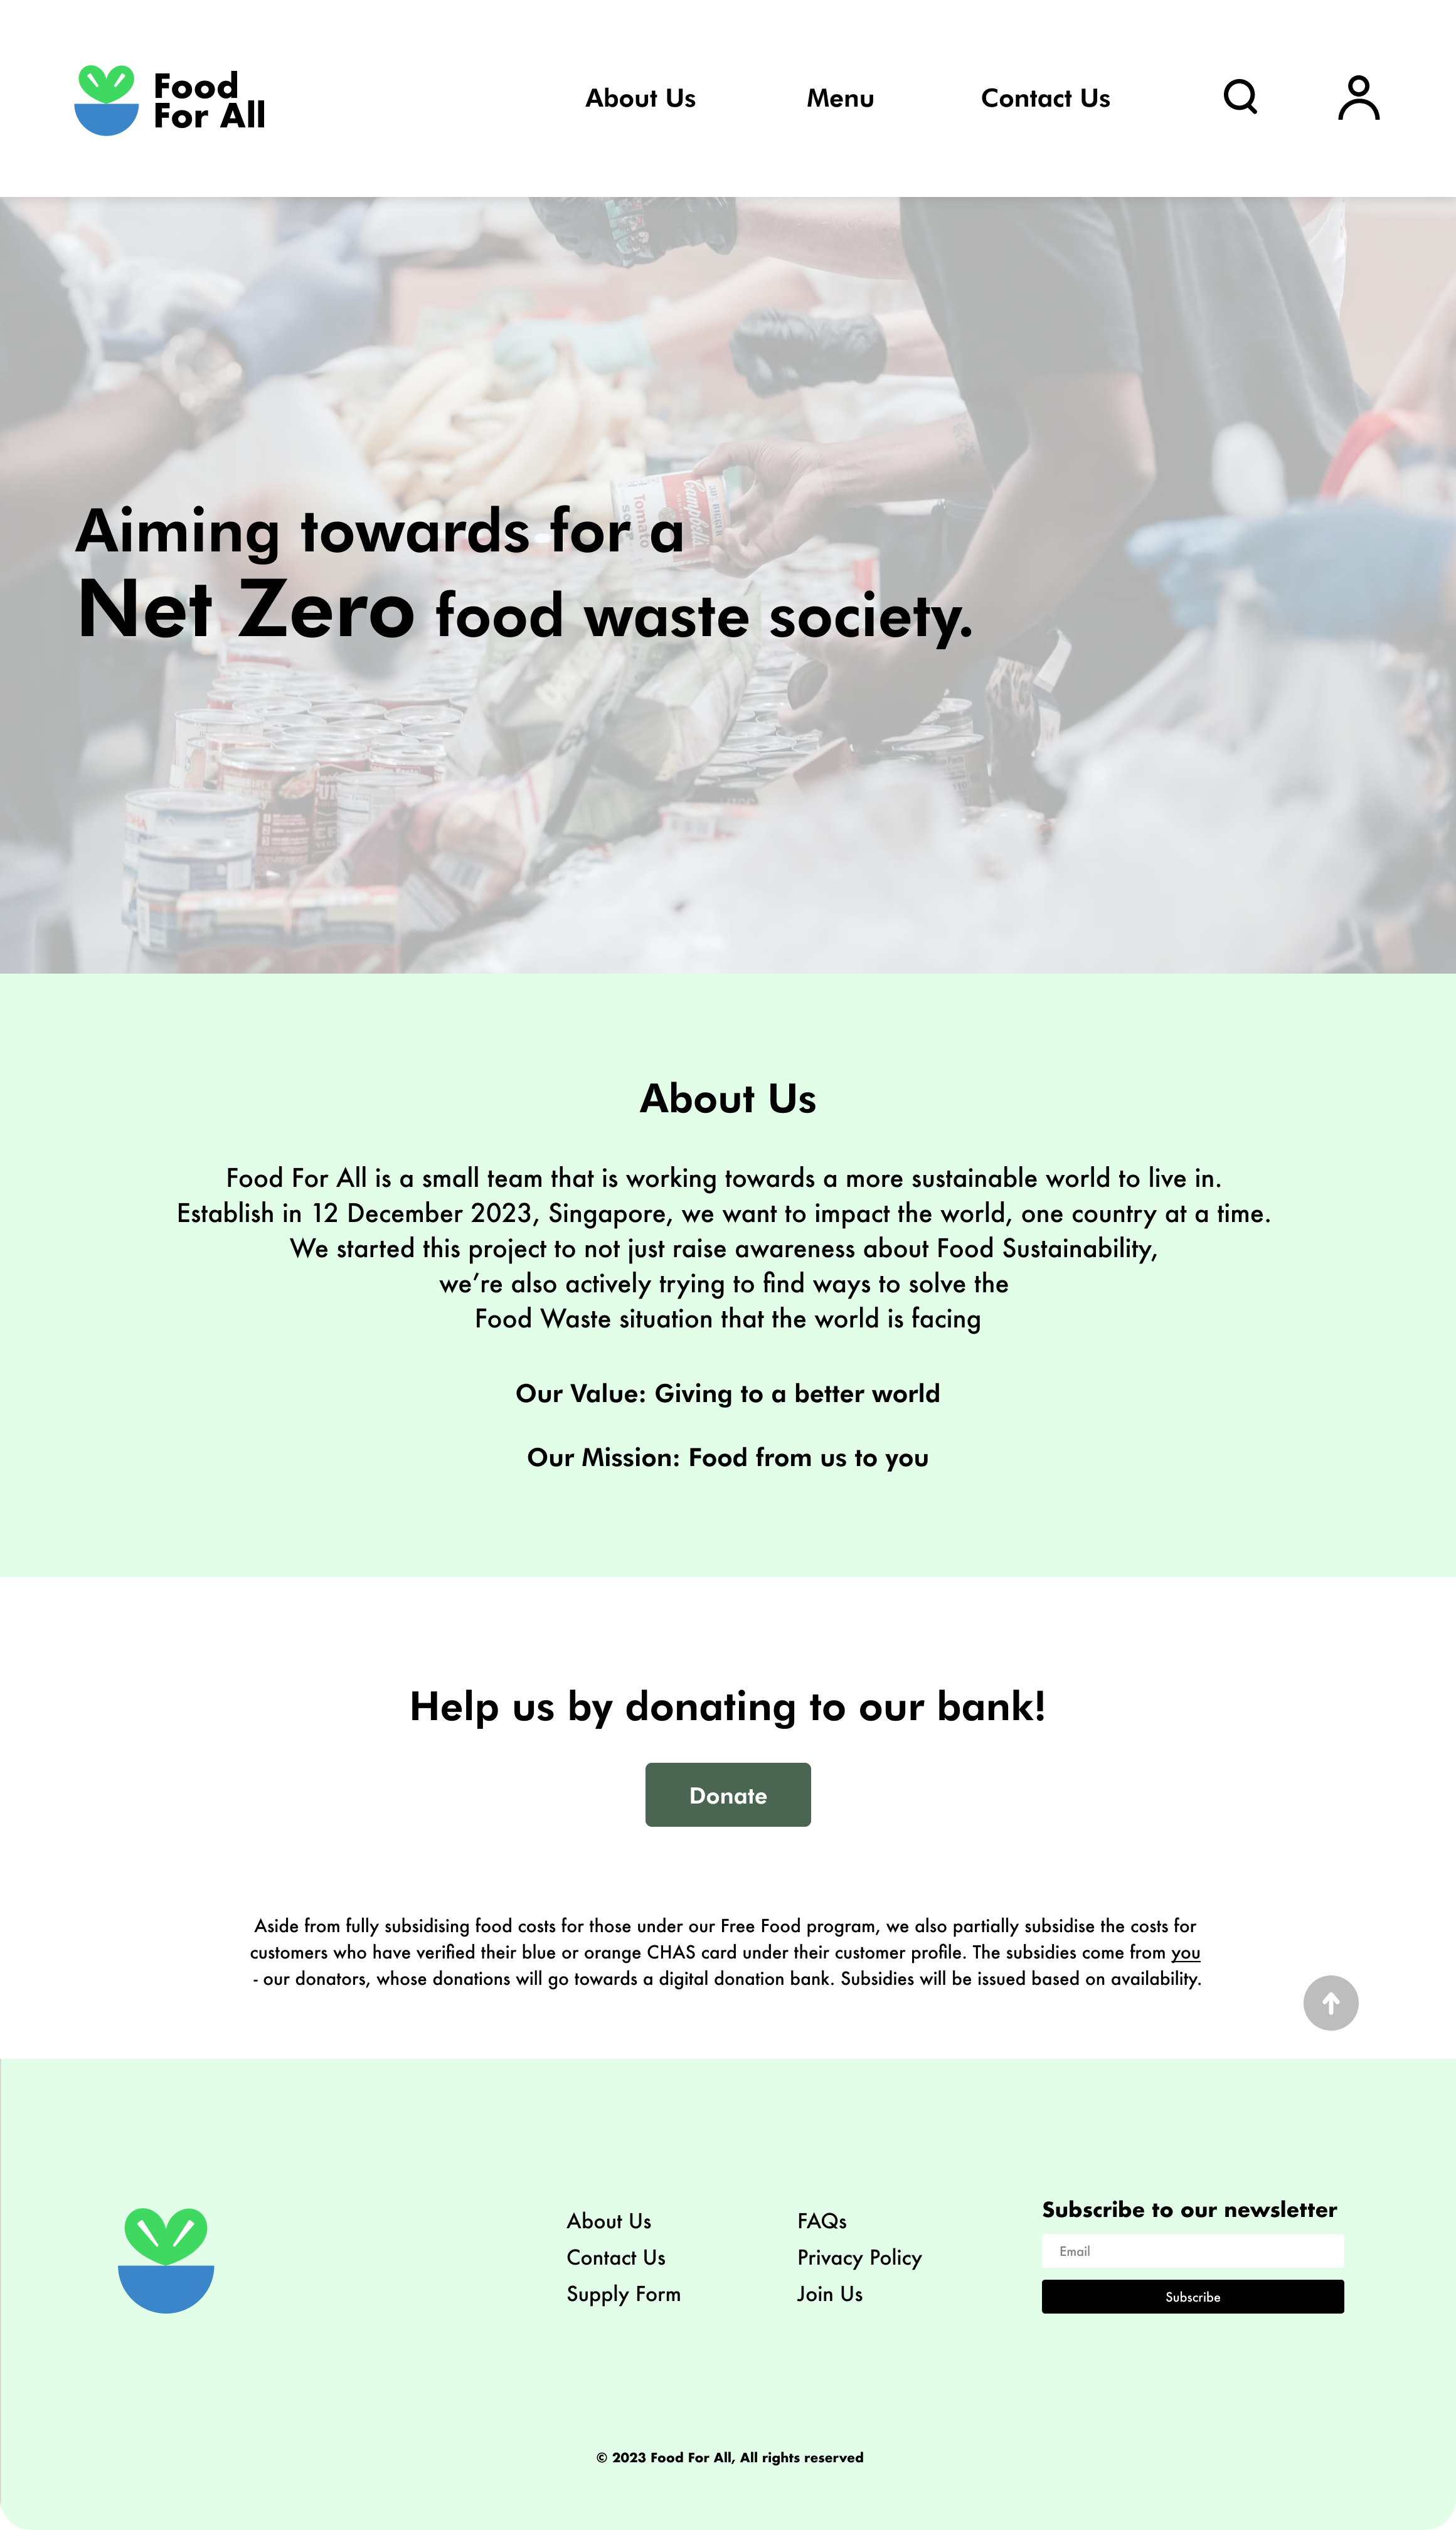 Food
For All
About Us
Menu
Contact Us
Campbell's
Tomato
Aiming towards for a
Net Zero food waste society.
About Us
Food For All is a small team that is working towards a more sustainable world to live in.
Establish in 12 December 2023, Singapore, we want to impact the world, one country at a time.
We started this project to not just raise awareness about Food Sustainability,
we’re also actively trying to find ways to solve the
Food Waste situation that the world is facing
Our Value: Giving to a better world
Our Mission: Food from us to you
Help us by donating to our bank!
Donate
Aside from fully subsidising food costs for those under our Free Food program, we also partially subsidise the costs for
customers who have verified their blue or orange CHAS card under their customer profile. The subsidies come from you
- our donators, whose donations will go towards a digital donation bank. Subsidies will be issued based on availability.
About Us
Contact Us
Supply Form
FAQs
Privacy Policy
Join Us
Subscribe to our newsletter
Email
Subscribe
© 2023 Food For All, All rights reserved